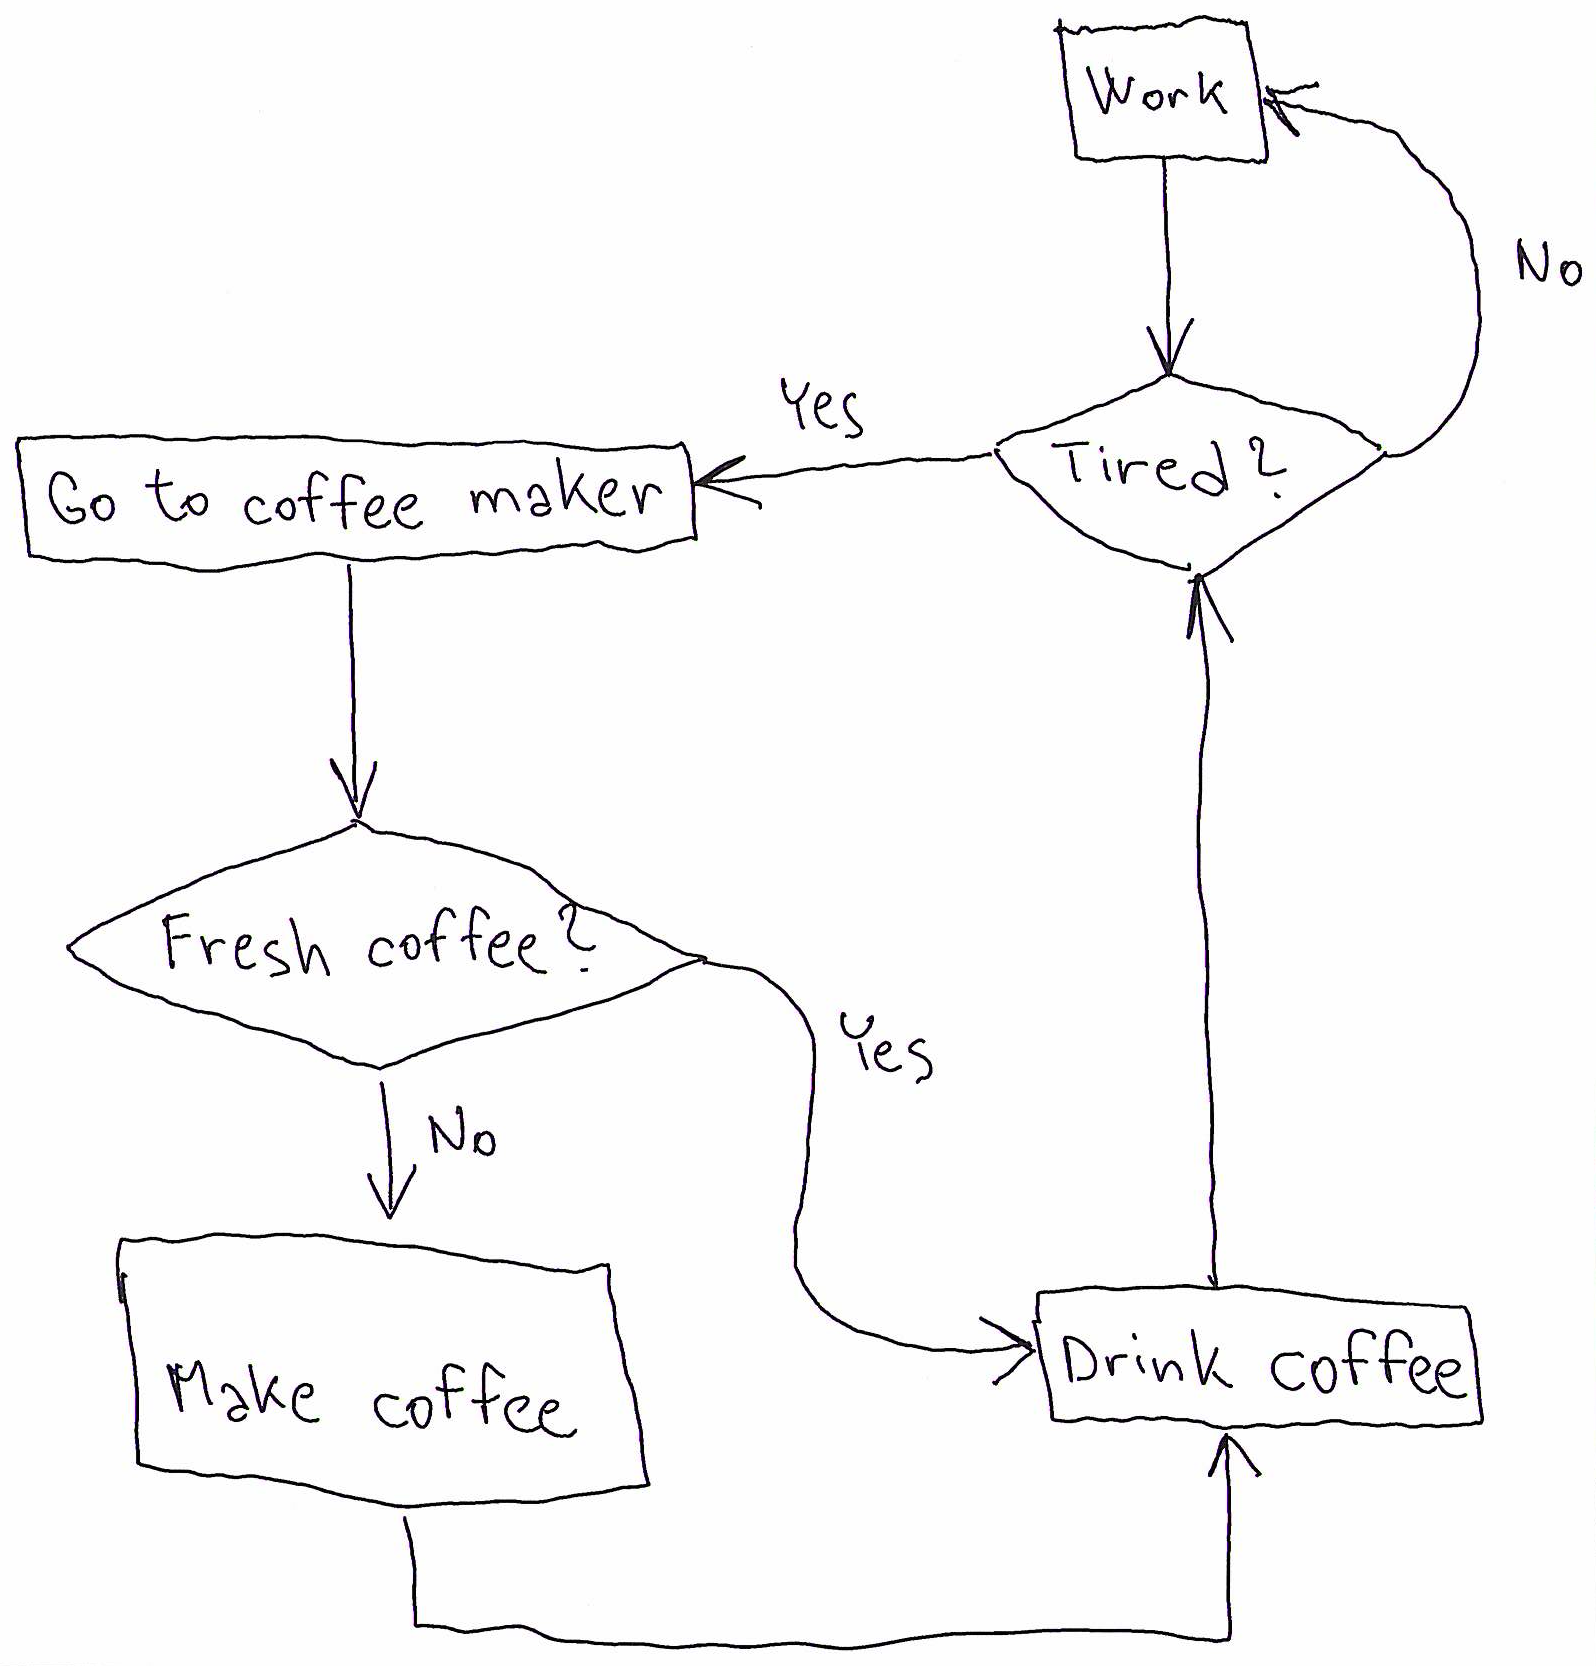 Work
No
Yes
Tired?
Go to coffee maker
Fresh coffee?
Yes
No
Make coffee
Drink coffee